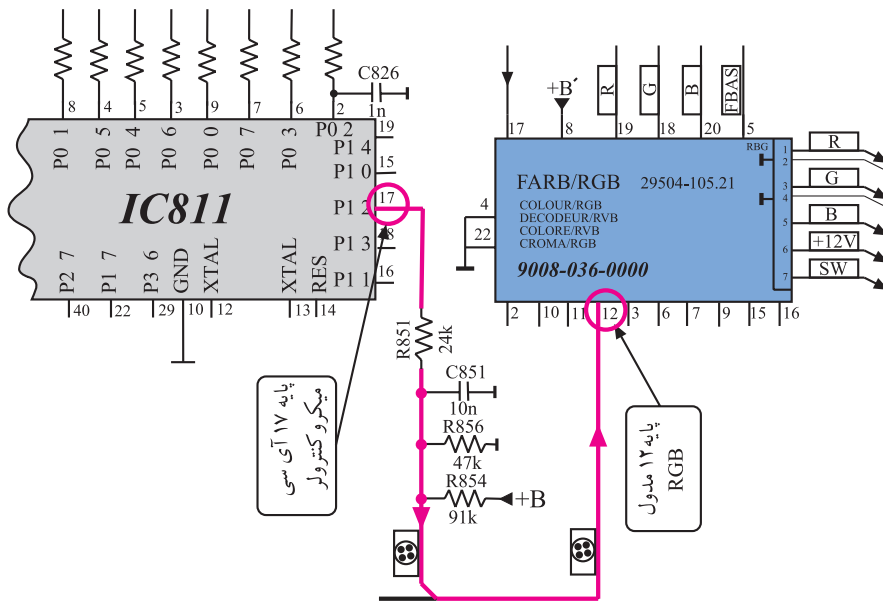 C826
1n
8
4
5
3
9
7
6
2
P0 1
P0 5
P0 4
P0 6
P0 0
P0 7
P0 3
P0 2
19
P1 4
15
P1 0
17
P1 2
18
P1 3
16
P1 1
IC811
P2 7
P1 7
P3 6
GND
XTAL
XTAL
RES
40
22
29
10
12
13
14
R851
24k
C851
10n
R856
47k
R854
91k
+B
پایه ۱۷ آی سی
میکرو کنترولر
+B´
R
G
B
FBAS
17
8
19
18
20
5
4
22
FARB/RGB 29504-105.21
COLOUR/RGB
DECODEUR/RVB
COLORE/RVB
CROMA/RGB
9008-036-0000
RBG
1
2
3
4
5
6
7
R
G
B
+12V
SW
2
10
11
12
3
6
7
9
15
16
پایه ۱۲ مدول
RGB